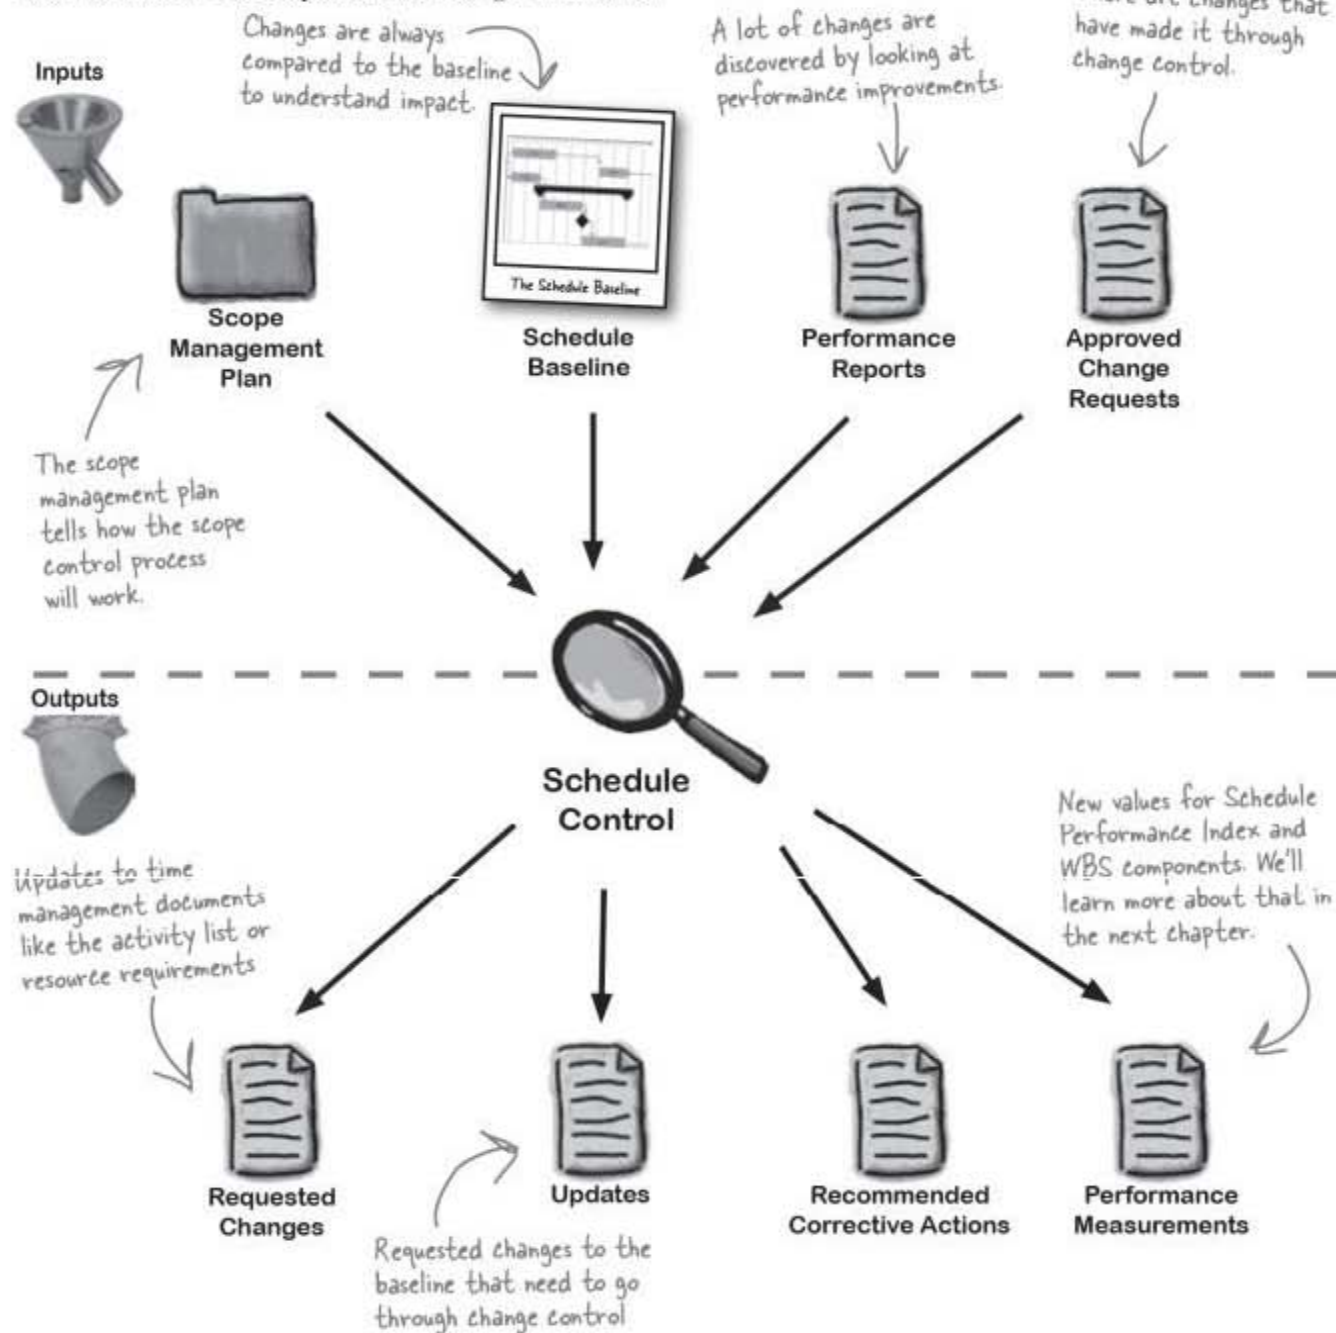 Changes are always
compared to the baseline
to understand impact.
A lot of changes are
discovered by looking at
performance improvements.
changes that
have made it through
change control.
Inputs
The Schedule Baseline
Scope
Management
Plan
Schedule
Baseline
Performance
Reports
Approved
Change
Requests
The scope
management plan
tells how the scope
control process
will work.
Outputs
Schedule
Control
New values for Schedule
Performance Index and
WBS components. We'll
learn more about that in
the next chapter.
Updates to time
management documents
like the activity list or
resource requirements
Requested
Changes
Updates
Recommended
Corrective Actions
Performance
Measurements
Requested changes to the
baseline that need to go
through change control